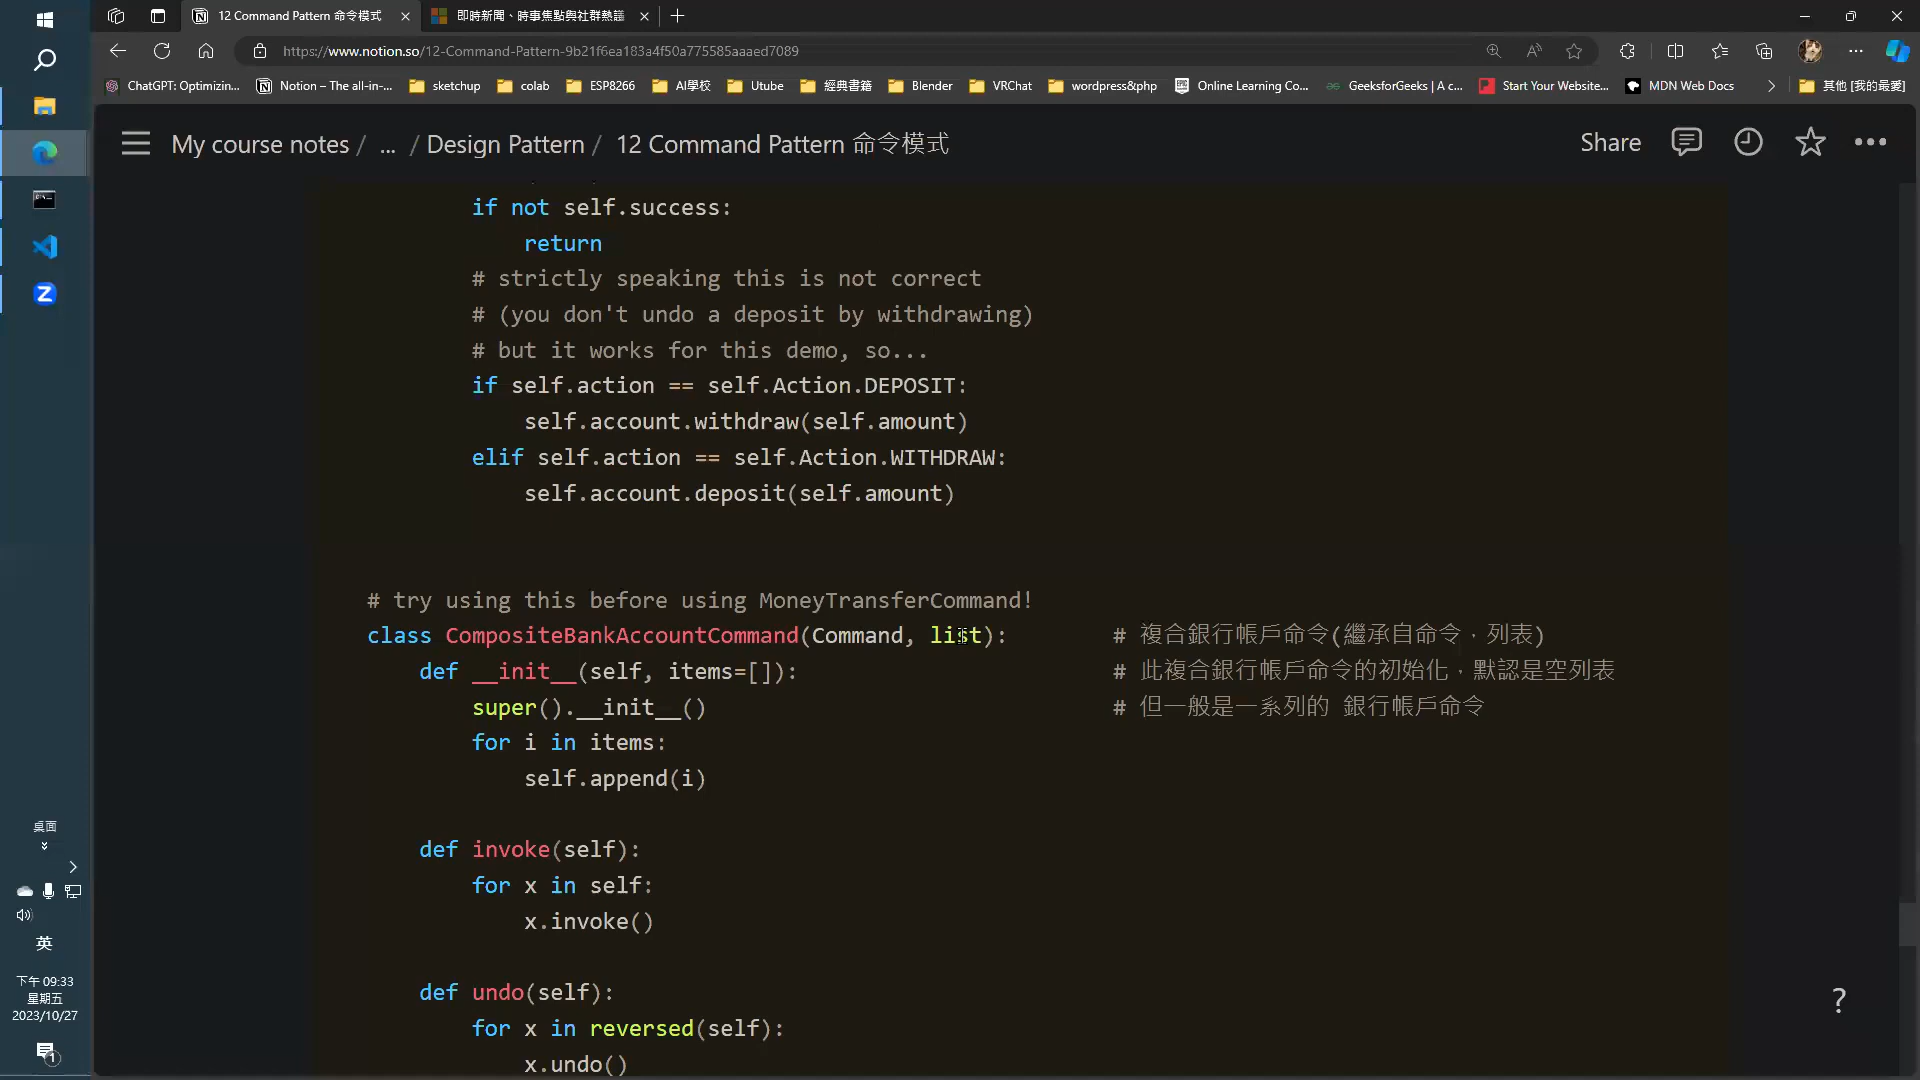 12 Command Pattern 命令模式
即時新聞、時事焦點與社群熱議
https://www.notion.so/12-Command-Pattern-9b21f6ea183a4f50a775585aaaed7089
ChatGPT: Optimizin...
Notion – The all-in-...
sketchup
colab
ESP8266
AI學校
Utube
經典書籍
Blender
VRChat
wordpress&php
Online Learning Co...
GeeksforGeeks | A c...
Start Your Website...
MDN Web Docs
其他 [我的最愛]
My course notes / ... / Design Pattern / 12 Command Pattern 命令模式
Share
if not self.success:
return
# strictly speaking this is not correct
# (you don't undo a deposit by withdrawing)
# but it works for this demo, so...
if self.action == self.Action.DEPOSIT:
self.account.withdraw(self.amount)
elif self.action == self.Action.WITHDRAW:
self.account.deposit(self.amount)
# try using this before using MoneyTransferCommand!
class CompositeBankAccountCommand(Command, list): # 複合銀行帳戶命令(繼承自命令，列表)
def __init__(self, items=[]): # 此複合銀行帳戶命令的初始化，默認是空列表
super().__init__() # 但一般是一系列的 銀行帳戶命令
for i in items:
self.append(i)
def invoke(self):
for x in self:
x.invoke()
def undo(self):
for x in reversed(self):
x.undo()
桌面
英
下午 09:33
星期五
2023/10/27
1
?